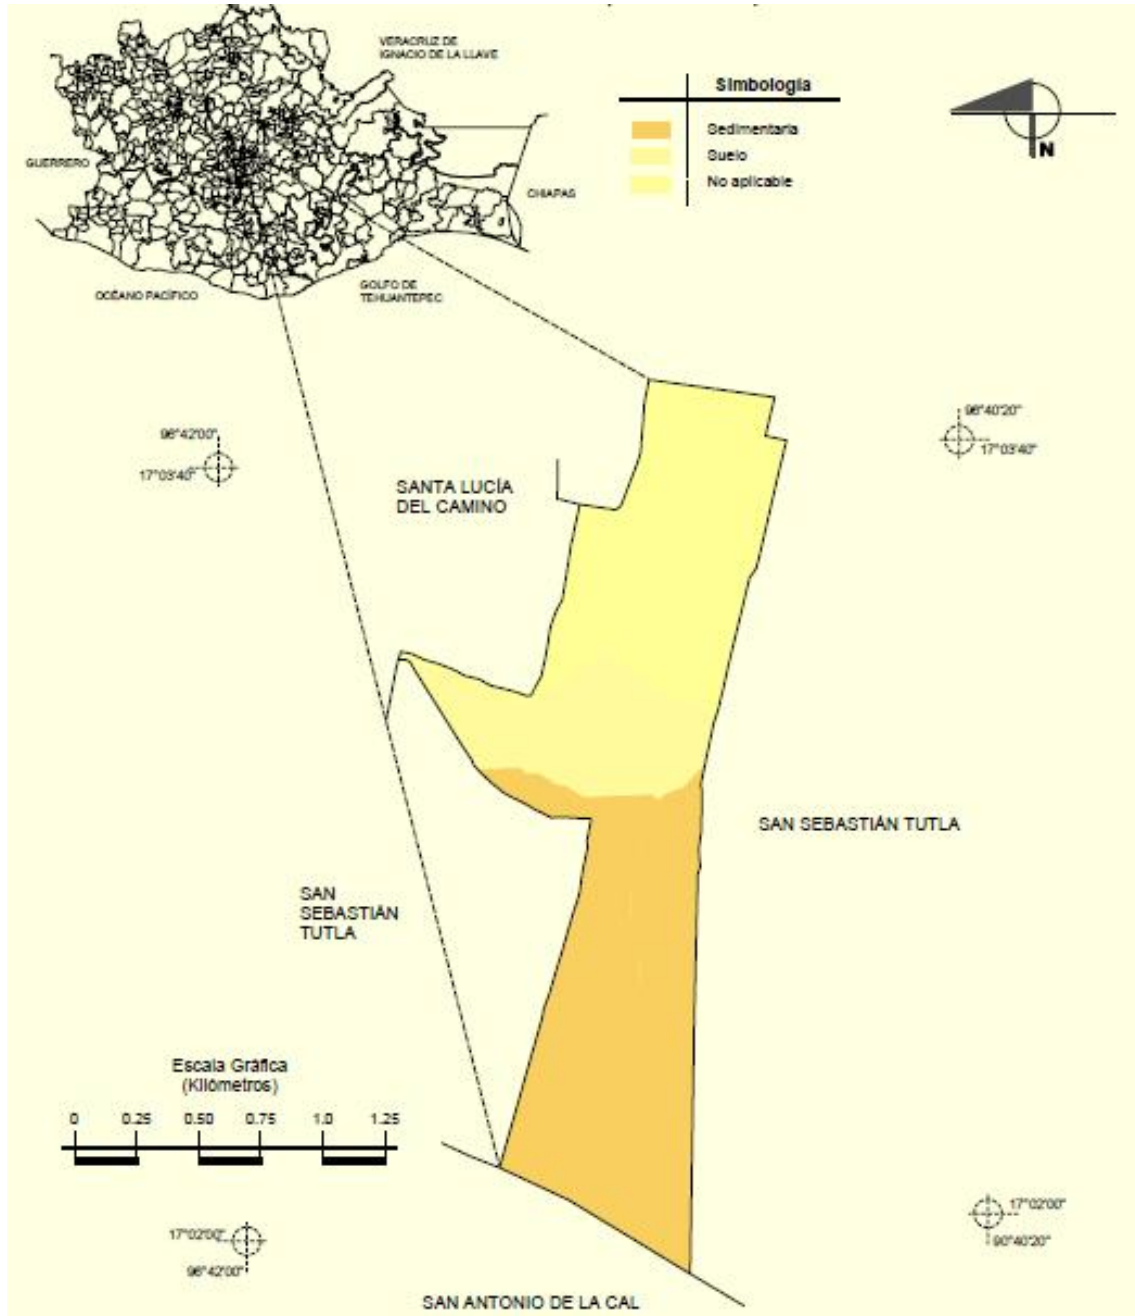 VERACRUZ DE
IGNACIO DE LA LLAVE
GUERRERO
CHIAPAS
OCÉANO PACÍFICO
GOLFO DE
TEHUANTEPEC
Simbología
Sedimentaria
Suelo
No aplicable
N
96°42'00"
17°03'40"
96°40'20"
17°03'40"
SANTA LUCÍA
DEL CAMINO
SAN SEBASTIÁN TUTLA
SAN
SEBASTIÁN
TUTLA
Escala Gráfica
(Kilómetros)
0 0.25 0.50 0.75 1.0 1.25
17°02'00"
96°42'00"
17°02'00"
90°40'20"
SAN ANTONIO DE LA CAL